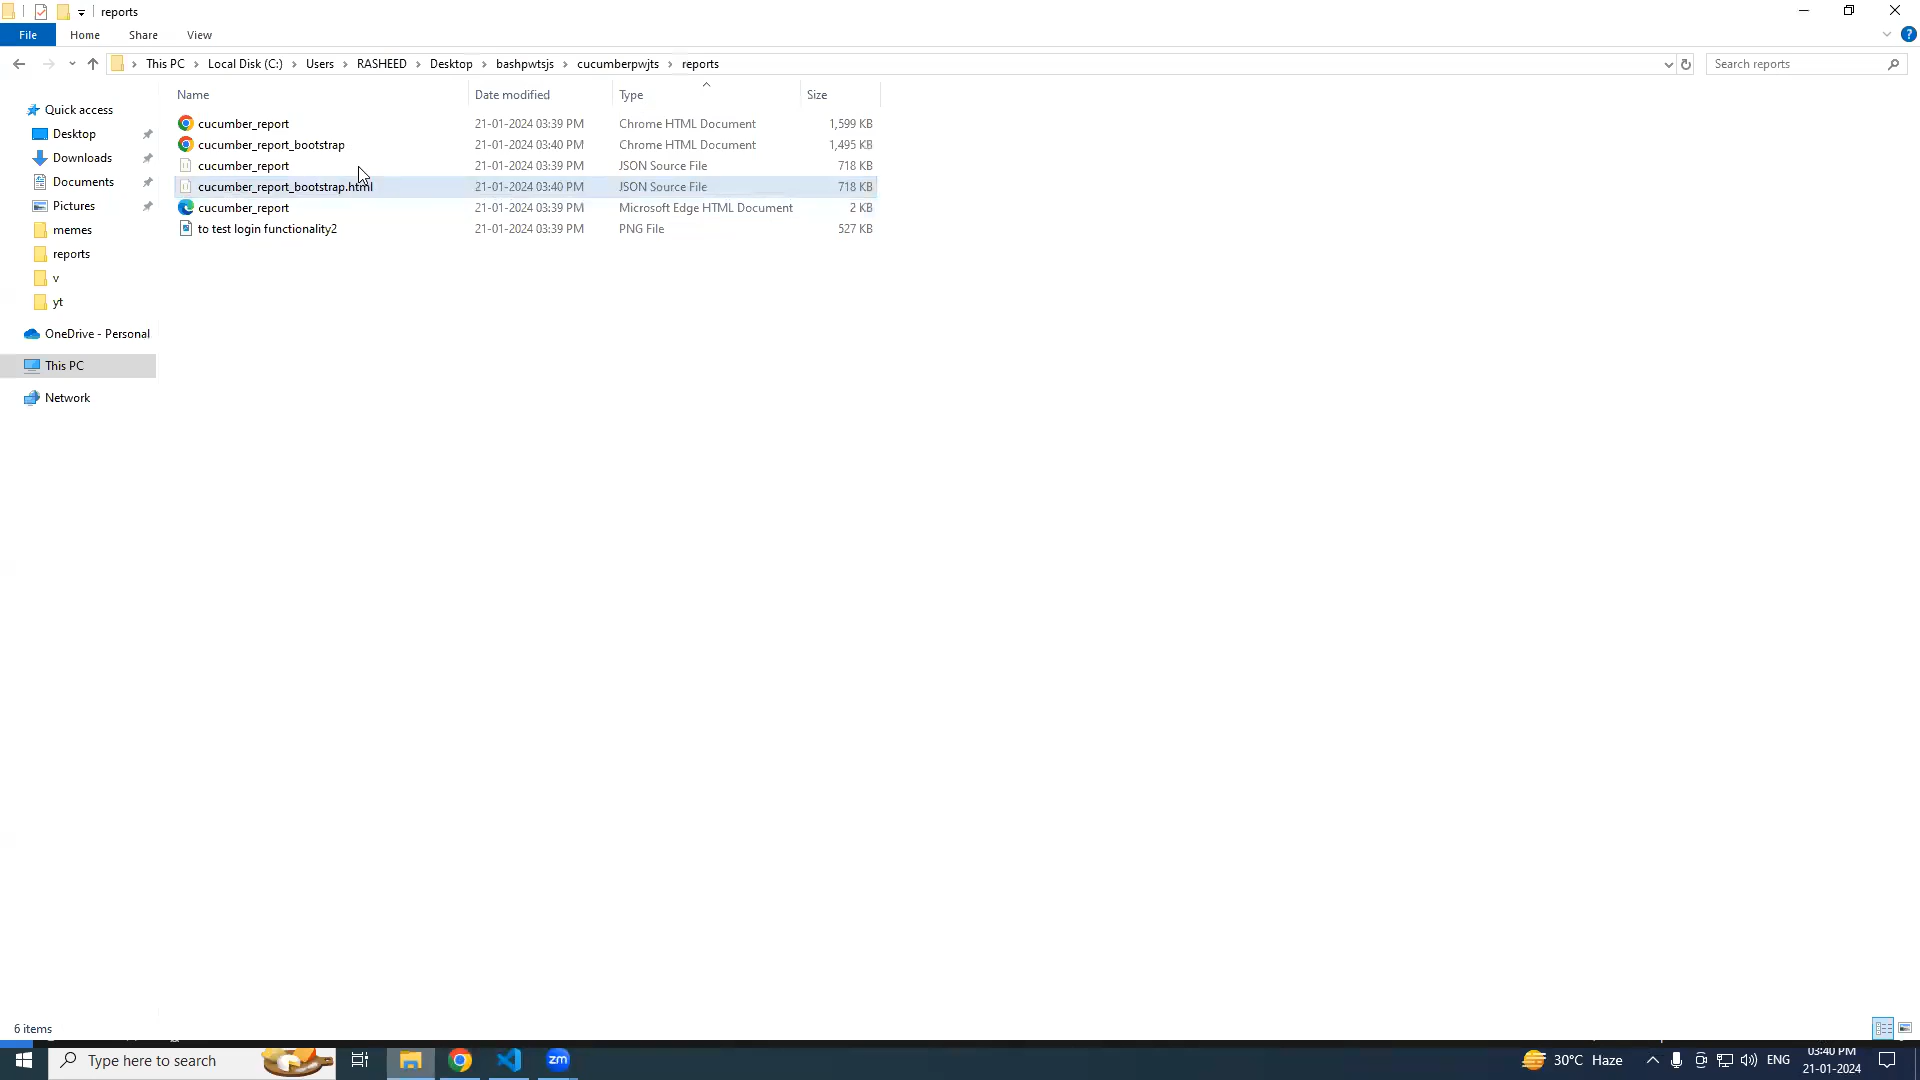 reports
File Home Share View
This PC Local Disk (C:) Users RASHEED Desktop bashpwtsjs cucumberpwjts reports
Search reports
Name Date modified Type Size
Quick access
Desktop
Downloads
Documents
Pictures
memes
reports
v
yt
OneDrive - Personal
This PC
Network
cucumber_report 21-01-2024 03:39 PM Chrome HTML Document 1,599 KB
cucumber_report_bootstrap 21-01-2024 03:40 PM Chrome HTML Document 1,495 KB
cucumber_report 21-01-2024 03:39 PM JSON Source File 718 KB
cucumber_report_bootstrap.html 21-01-2024 03:40 PM JSON Source File 718 KB
cucumber_report 21-01-2024 03:39 PM Microsoft Edge HTML Document 2 KB
to test login functionality2 21-01-2024 03:39 PM PNG File 527 KB
6 items
Type here to search
zm
30°C Haze
ENG
03:40 PM
21-01-2024